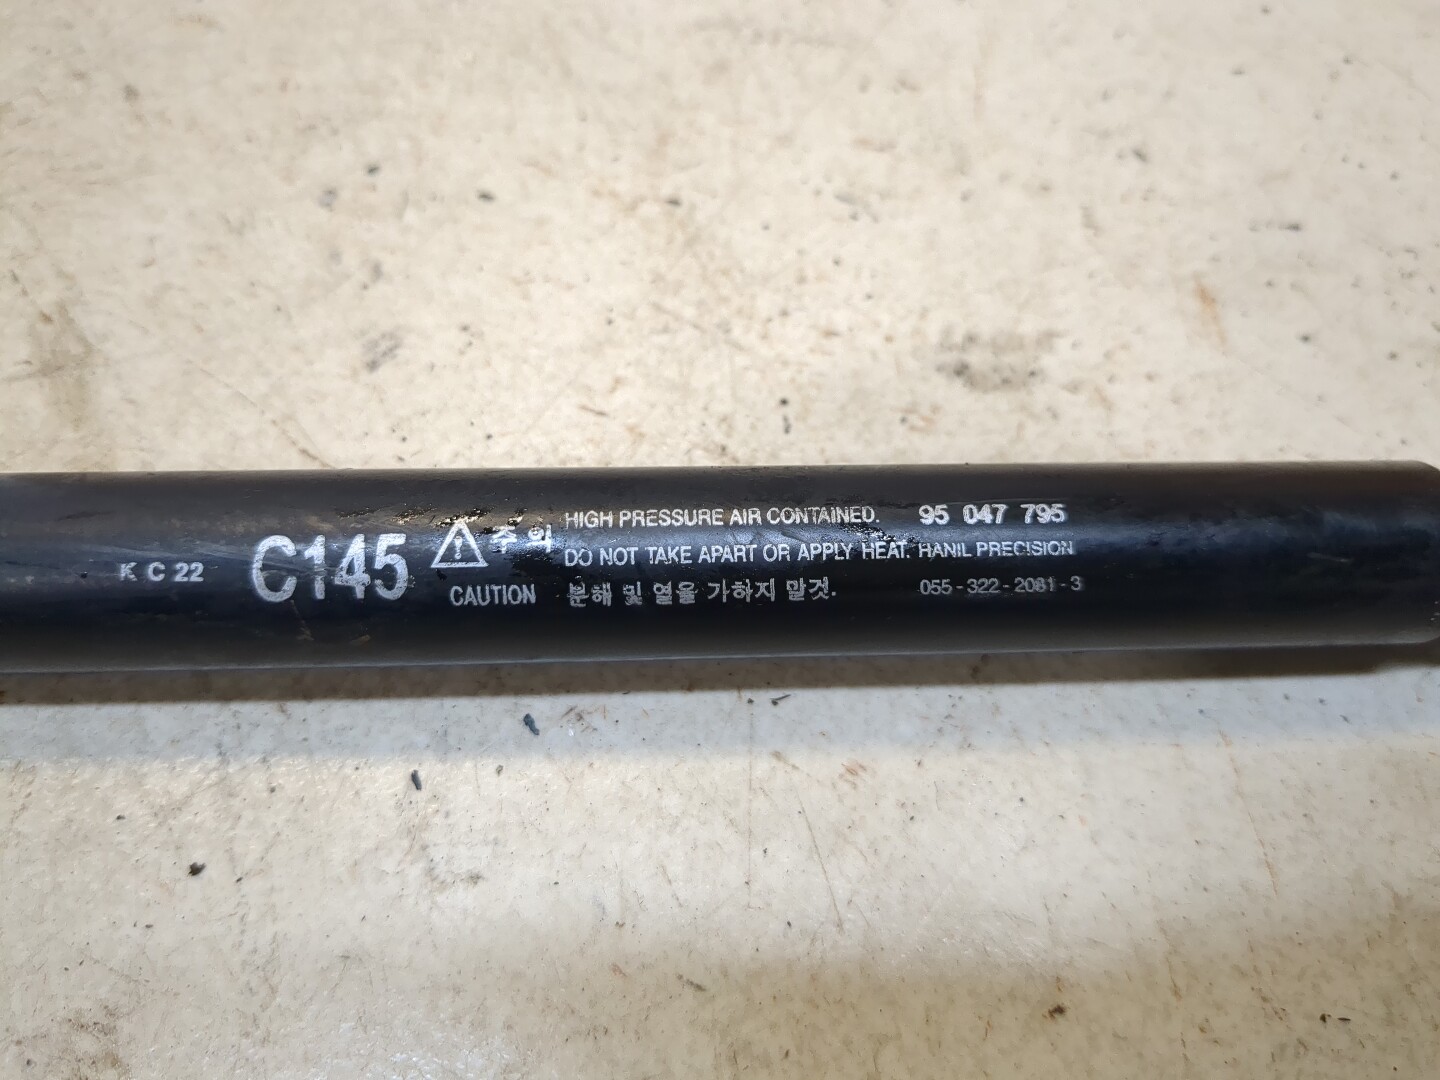 K C 22
C145
주의
CAUTION
HIGH PRESSURE AIR CONTAINED.
DO NOT TAKE APART OR APPLY HEAT.
분해 및 열을 가하지 말것.
95 047 795
HANIL PRECISION
055-322-2081-3